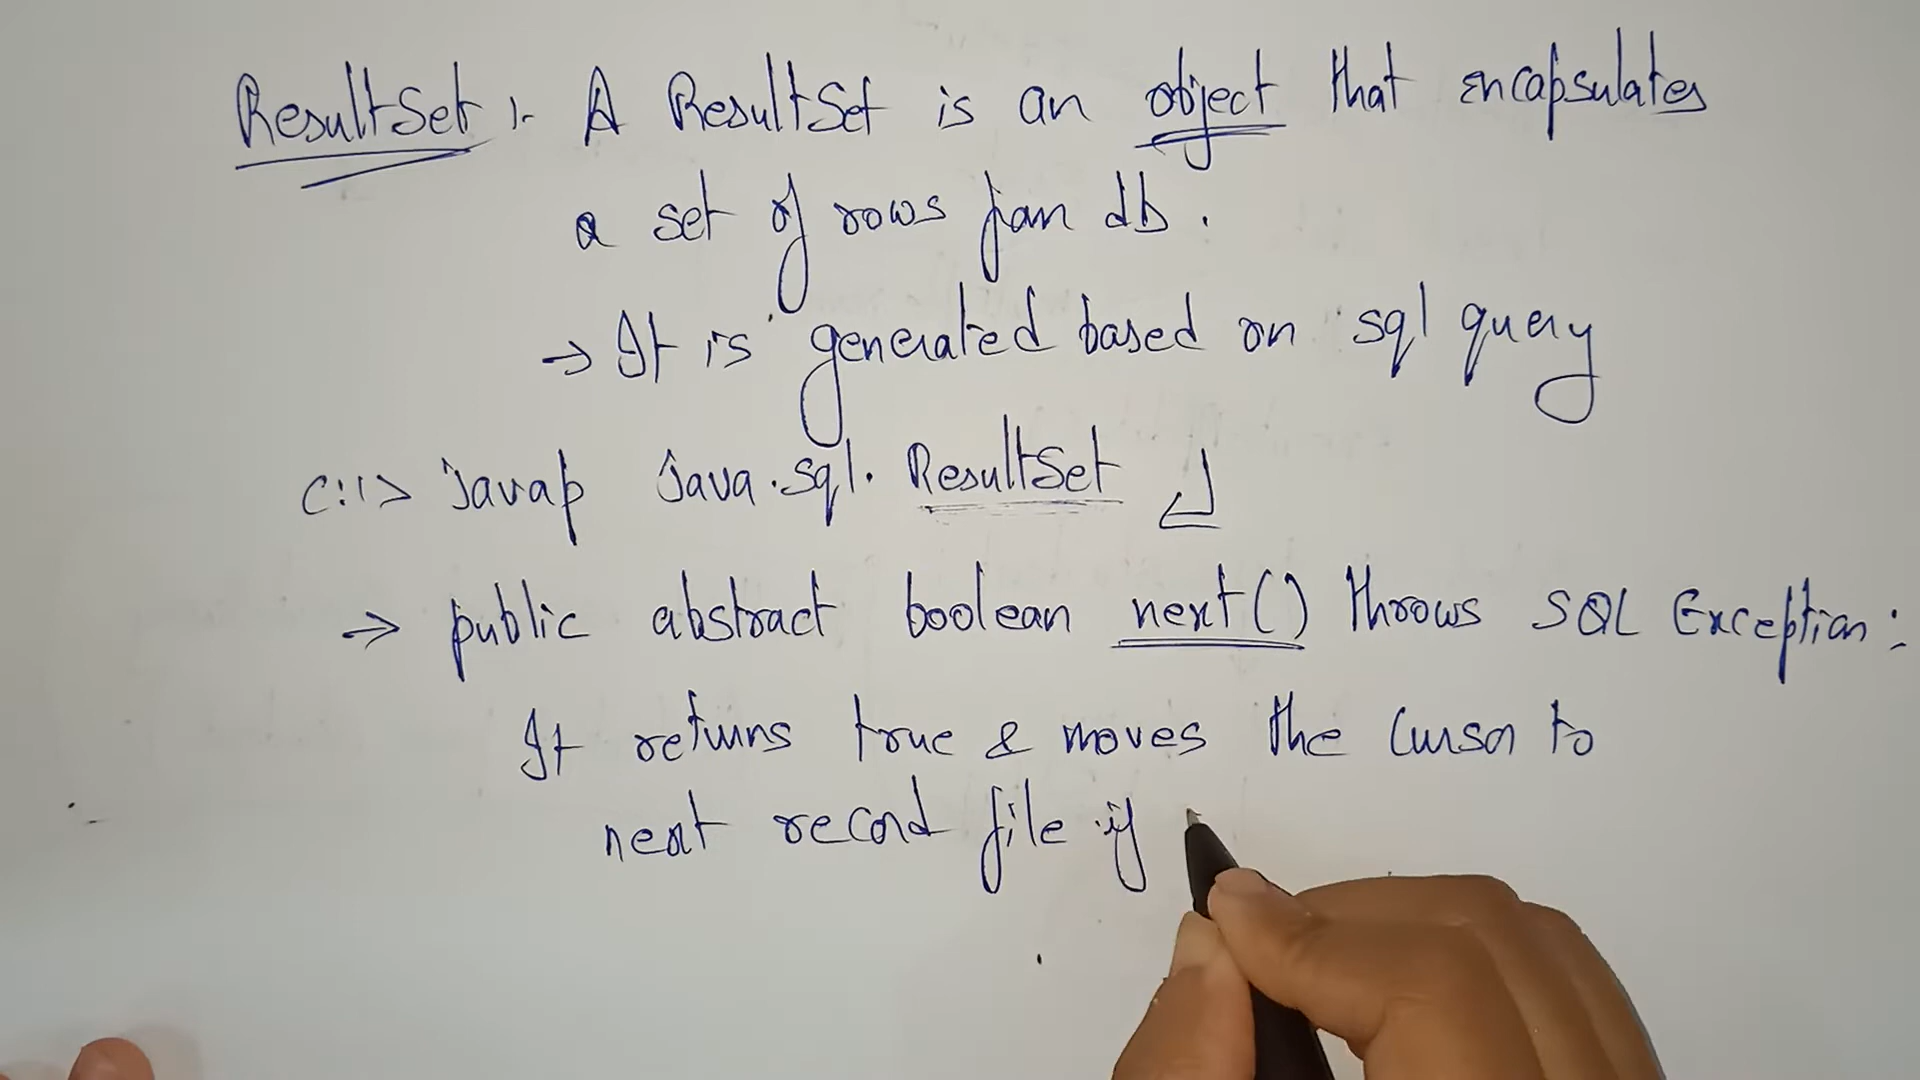 ResultSet :- A ResultSet is an object that encapsulates
a set of rows from db.
→ It is generated based on sql query
C:\> Javap Java.sql.ResultSet ↵
→ public abstract boolean next() throws SQL Exception:
It returns true & moves the Cursor to
next record file if